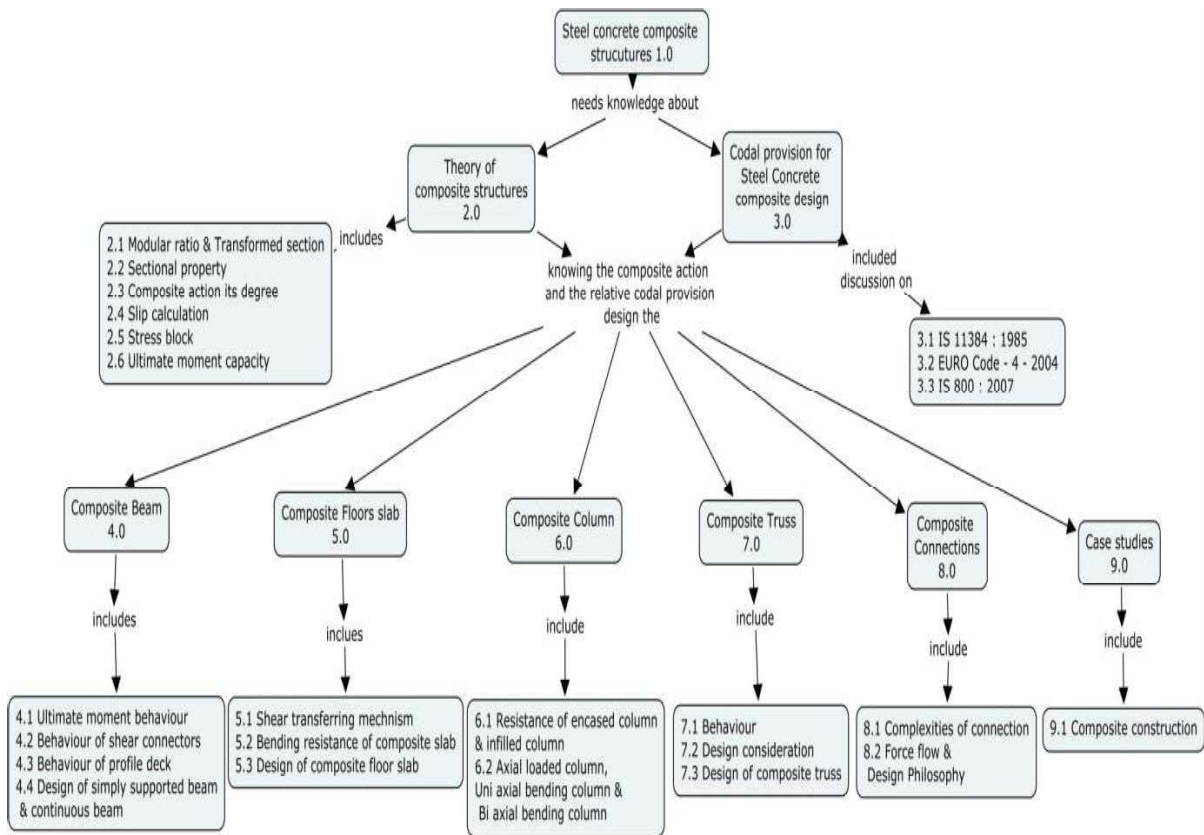 Steel concrete composite
strucutures 1.0
needs knowledge about
Theory of
composite structures
2.0
Codal provision for
Steel Concrete
composite design
3.0
includes
2.1 Modular ratio & Transformed section
2.2 Sectional property
2.3 Composite action its degree
2.4 Slip calculation
2.5 Stress block
2.6 Ultimate moment capacity
knowing the composite action
and the relative codal provision
design the
included
discussion on
3.1 IS 11384 : 1985
3.2 EURO Code - 4 - 2004
3.3 IS 800 : 2007
Composite Beam
4.0
Composite Floors slab
5.0
Composite Column
6.0
Composite Truss
7.0
Composite
Connections
8.0
Case studies
9.0
includes
inclues
include
include
include
include
4.1 Ultimate moment behaviour
4.2 Behaviour of shear connectors
4.3 Behaviour of profile deck
4.4 Design of simply supported beam
& continuous beam
5.1 Shear transferring mechnism
5.2 Bending resistance of composite slab
5.3 Design of composite floor slab
6.1 Resistance of encased column
& infilled column
6.2 Axial loaded column,
Uni axial bending column &
Bi axial bending column
7.1 Behaviour
7.2 Design consideration
7.3 Design of composite truss
8.1 Complexities of connection
8.2 Force flow &
Design Philosophy
9.1 Composite construction